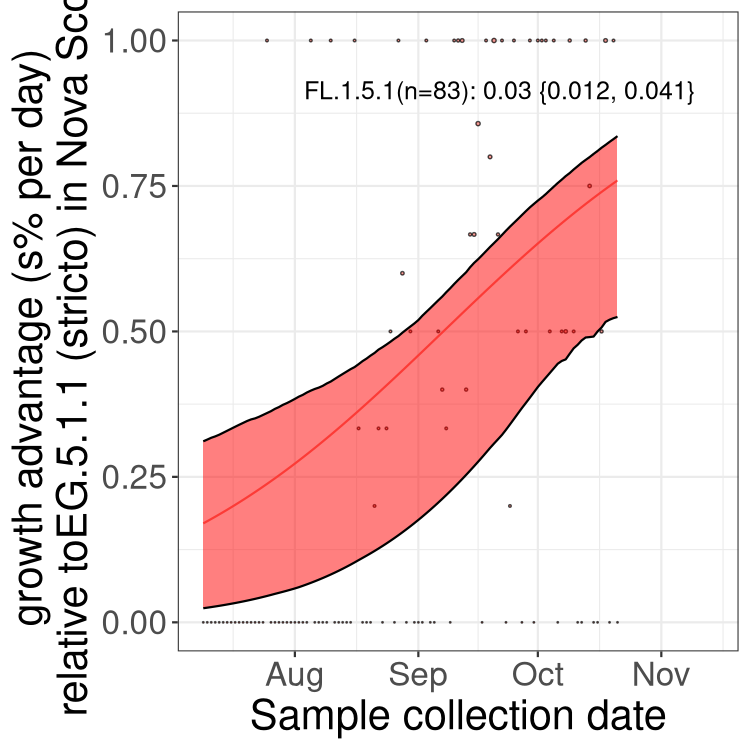 growth advantage (s% per day)
relative toEG.5.1.1 (stricto) in Nova Sco
1.00
0.75
0.50
0.25
0.00
FL.1.5.1(n=83): 0.03 {0.012, 0.041}
Aug Sep Oct Nov
Sample collection date